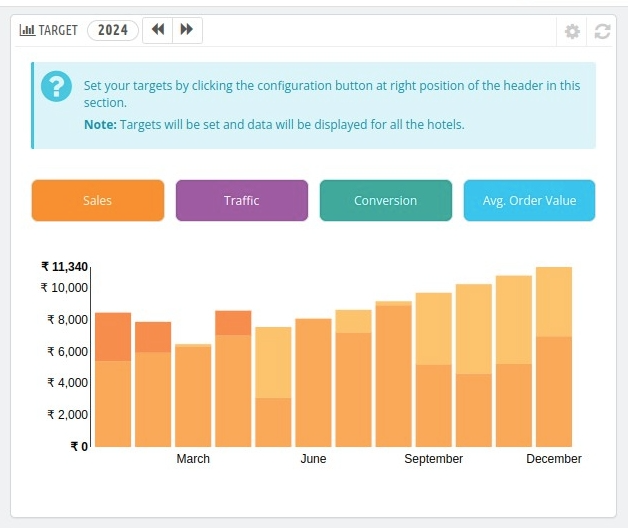 TARGET 2024
?
Set your targets by clicking the configuration button at right position of the header in this
section.
Note: Targets will be set and data will be displayed for all the hotels.
Sales Traffic Conversion Avg. Order Value
₹ 11,340
₹ 10,000
₹ 8,000
₹ 6,000
₹ 4,000
₹ 2,000
₹ 0
March June September December